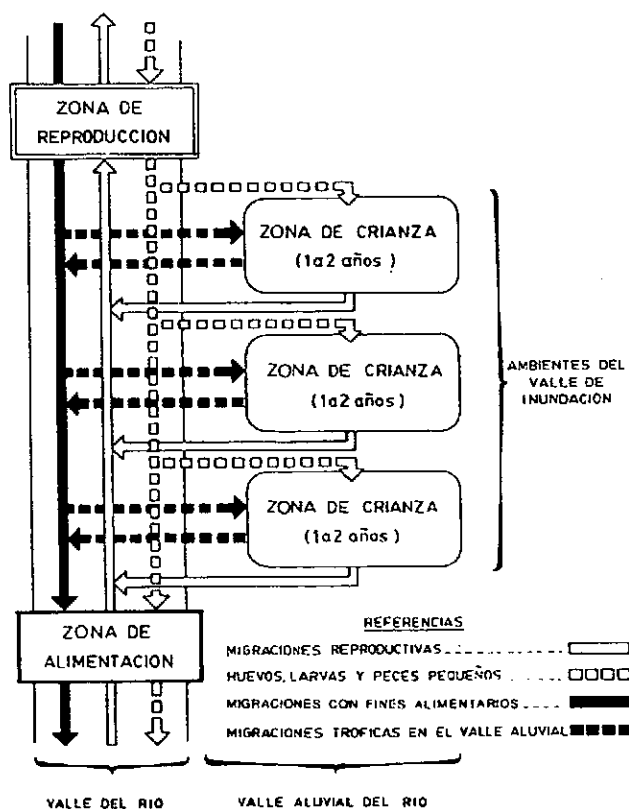 ZONA DE
REPRODUCCION
ZONA DE CRIANZA
(1a2 años)
ZONA DE CRIANZA
(1a2 años)
ZONA DE CRIANZA
(1a2 años)
AMBIENTES DEL
VALLE DE
INUNDACION
ZONA DE
ALIMENTACION
REFERENCIAS
MIGRACIONES REPRODUCTIVAS
HUEVOS, LARVAS Y PECES PEQUEÑOS
MIGRACIONES CON FINES ALIMENTARIOS
MIGRACIONES TROFICAS EN EL VALLE ALUVIAL
VALLE DEL RIO
VALLE ALUVIAL DEL RIO